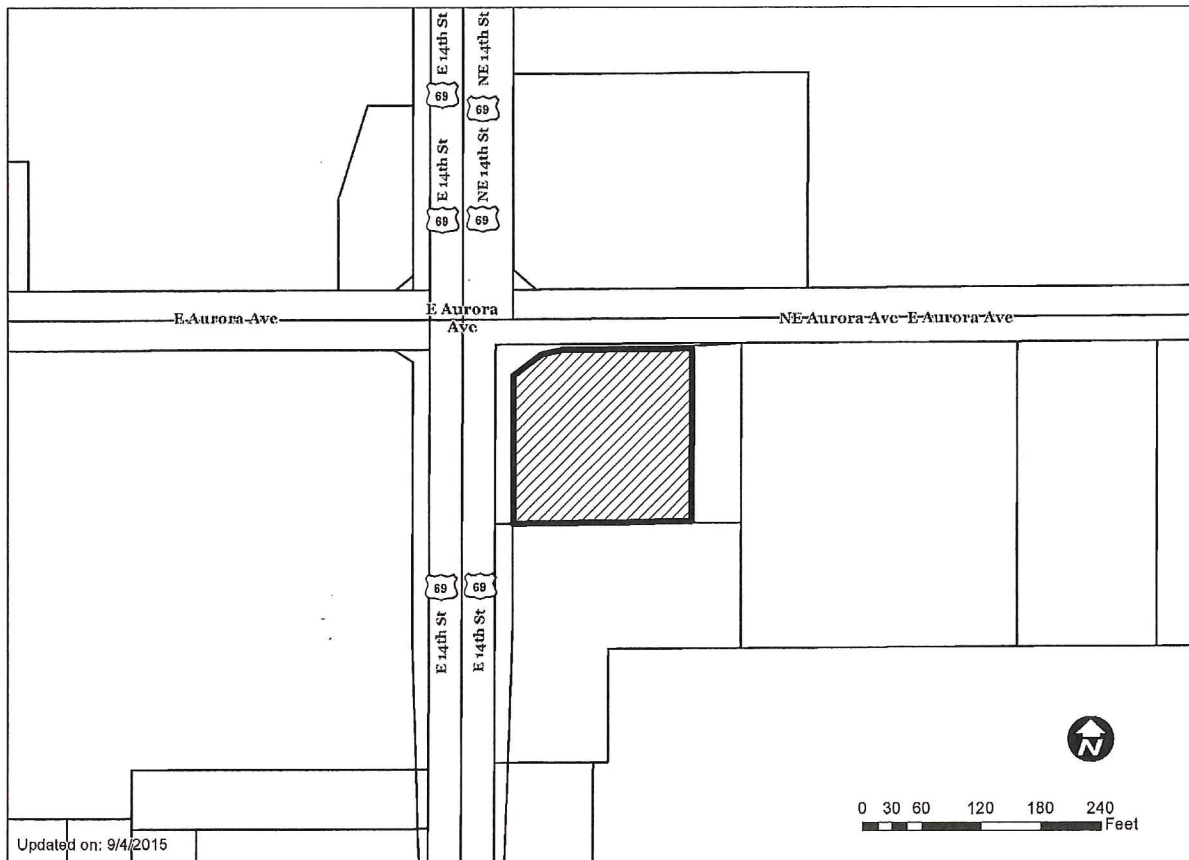 E 14th St
NE 14th St
69
69
E 14th St
NE 14th St
69
69
E Aurora Ave
E Aurora
Ave
NE Aurora Ave
E Aurora Ave
69
69
E 14th St
E 14th St
N
0 30 60 120 180 240
Feet
Updated on: 9/4/2015